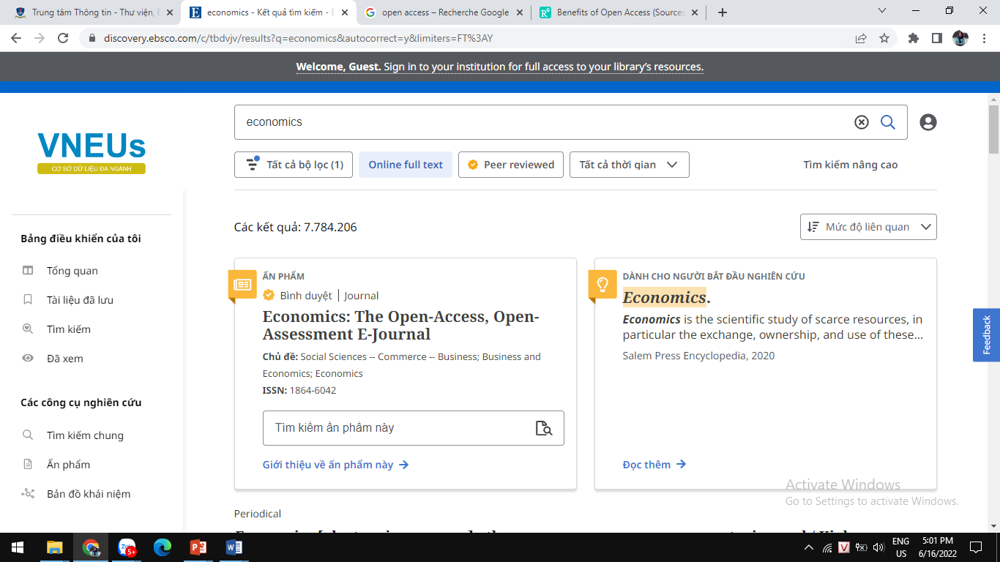 Trung tâm Thông tin - Thư viện, Đ
economics - Kết quả tìm kiếm - E
open access – Recherche Google
Benefits of Open Access (Sources
discovery.ebsco.com/c/tbdvjv/results?q=economics&autocorrect=y&limiters=FT%3AY
Welcome, Guest. Sign in to your institution for full access to your library's resources.
VNEUs
CƠ SỞ DỮ LIỆU ĐA NGÀNH
economics
Tất cả bộ lọc (1)
Online full text
Peer reviewed
Tất cả thời gian
Tìm kiếm nâng cao
Bảng điều khiển của tôi
Tổng quan
Tài liệu đã lưu
Tìm kiếm
Đã xem
Các công cụ nghiên cứu
Tìm kiếm chung
Ấn phẩm
Bản đồ khái niệm
Các kết quả: 7.784.206
Mức độ liên quan
ẤN PHẨM
Bình duyệt | Journal
Economics: The Open-Access, Open-
Assessment E-Journal
Chủ đề: Social Sciences -- Commerce -- Business; Business and
Economics; Economics
ISSN: 1864-6042
Tìm kiếm ấn phẩm này
Giới thiệu về ấn phẩm này
DÀNH CHO NGƯỜI BẮT ĐẦU NGHIÊN CỨU
Economics.
Economics is the scientific study of scarce resources, in
particular the exchange, ownership, and use of these...
Salem Press Encyclopedia, 2020
Đọc thêm
Feedback
Activate Windows
Go to Settings to activate Windows.
Periodical
5+
ENG
US
5:01 PM
6/16/2022